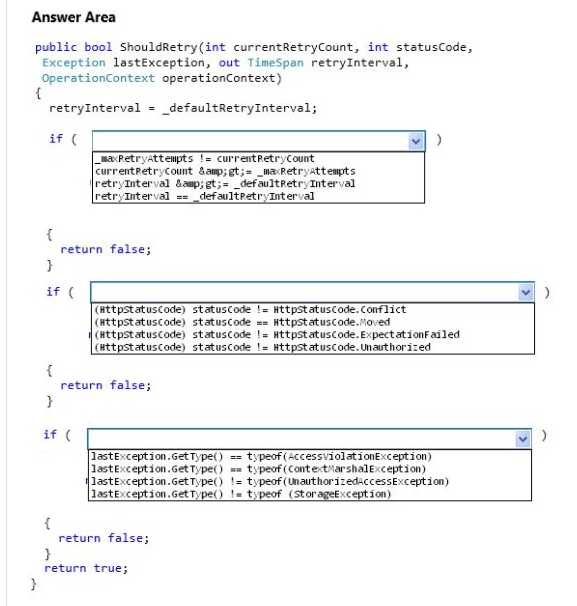 Answer Area
public bool ShouldRetry(int currentRetryCount, int statusCode,
Exception lastException, out TimeSpan retryInterval,
OperationContext operationContext)
{
retryInterval = _defaultRetryInterval;
if ( )
_maxRetryAttempts != currentRetryCount
currentRetryCount &amp;gt;= _maxRetryAttempts
retryInterval &amp;gt;= _defaultRetryInterval
retryInterval == _defaultRetryInterval
{
return false;
}
if ( )
(HttpStatusCode) statusCode != HttpStatusCode.Conflict
(HttpStatusCode) statusCode == HttpStatusCode.Moved
(HttpStatusCode) statusCode != HttpStatusCode.ExpectationFailed
(HttpStatusCode) statusCode != HttpStatusCode.Unauthorized
{
return false;
}
if ( )
lastException.GetType() == typeof(AccessViolationException)
lastException.GetType() == typeof(ContextMarshalException)
lastException.GetType() != typeof(UnauthorizedAccessException)
lastException.GetType() != typeof (StorageException)
{
return false;
}
return true;
}